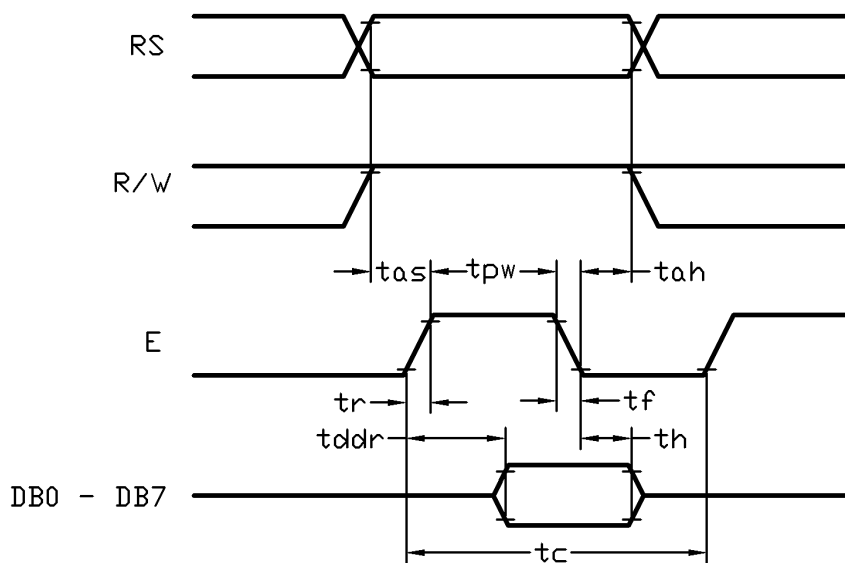 RS
R/W
tas
tpw
tah
E
tr
tf
tddr
th
DB0 - DB7
tc